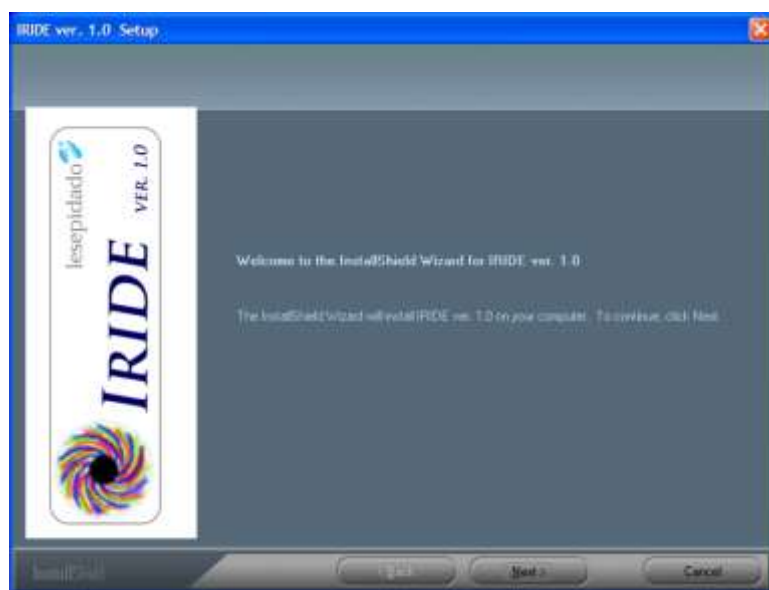 IRIDE ver. 1.0 Setup
lesepidado
IRIDE VER. 1.0
Welcome to the InstallShield Wizard for IRIDE ver. 1.0
The InstallShield Wizard will install IRIDE ver. 1.0 on your computer. To continue, click Next.
InstallShield
< Back
Next >
Cancel